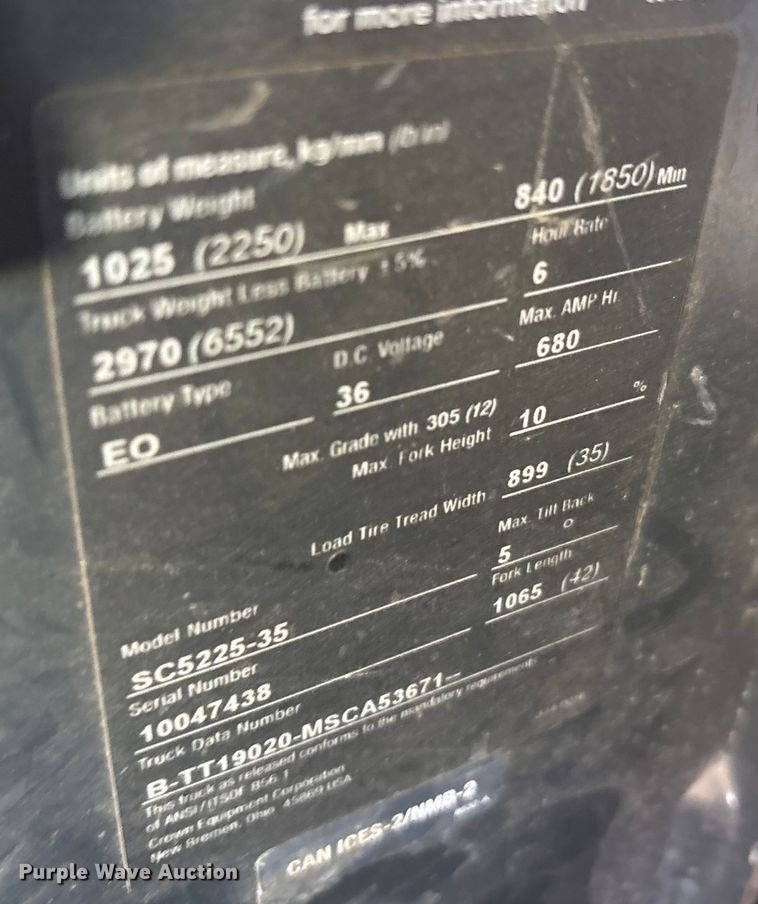 for more information
Units of measure, kg/mm (lb/in)
Battery Weight
1025 (2250) Max 840 (1850) Min
Truck Weight Less Battery ± 5% Hour Rate
2970 (6552) 6
Battery Type D.C. Voltage Max. AMP Hr.
EO 36 680
Max. Grade with 305 (12) 10 %
Max. Fork Height
899 (35)
Load Tire Tread Width
Max. Tilt Back
5 °
Fork Length
1065 (42)
Model Number
SC5225-35
Serial Number
10047438
Truck Data Number
B-TT19020-MSCA53671--
This truck as released conforms to the mandatory requirements
of ANSI/ITSDF B56.1
Crown Equipment Corporation
New Bremen, Ohio 45869 USA
CAN ICES-2/NMB-2
Purple Wave Auction